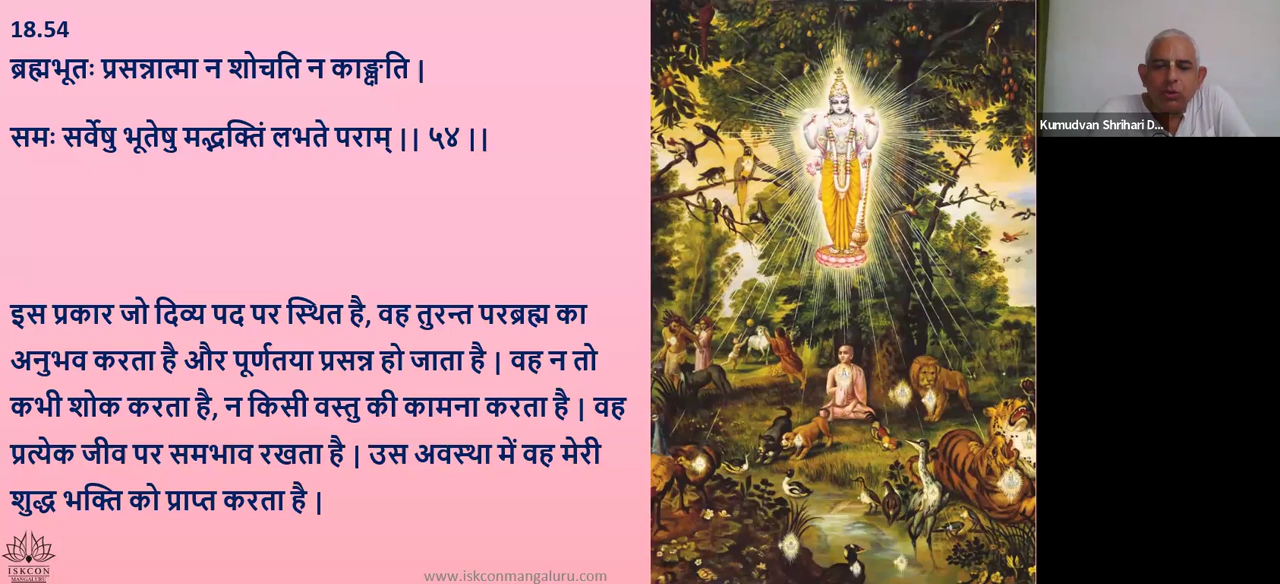 18.54
ब्रह्मभूतः प्रसन्नात्मा न शोचति न काङ्क्षति |
समः सर्वेषु भूतेषु मद्भक्तिं लभते पराम् || ५४ ||
इस प्रकार जो दिव्य पद पर स्थित है, वह तुरन्त परब्रह्म का
अनुभव करता है और पूर्णतया प्रसन्न हो जाता है | वह न तो
कभी शोक करता है, न किसी वस्तु की कामना करता है | वह
प्रत्येक जीव पर समभाव रखता है | उस अवस्था में वह मेरी
शुद्ध भक्ति को प्राप्त करता है |
ISKCON
MANGALURU
www.iskconmangaluru.com
Kumudvan Shrihari D...